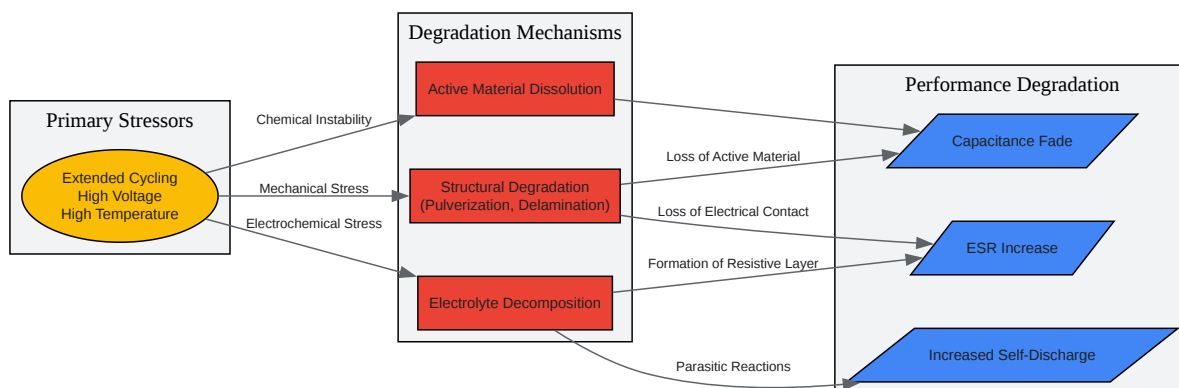 Primary Stressors
Extended Cycling
High Voltage
High Temperature
Chemical Instability
Mechanical Stress
Electrochemical Stress
Degradation Mechanisms
Active Material Dissolution
Structural Degradation
(Pulverization, Delamination)
Electrolyte Decomposition
Loss of Active Material
Loss of Electrical Contact
Formation of Resistive Layer
Parasitic Reactions
Performance Degradation
Capacitance Fade
ESR Increase
Increased Self-Discharge